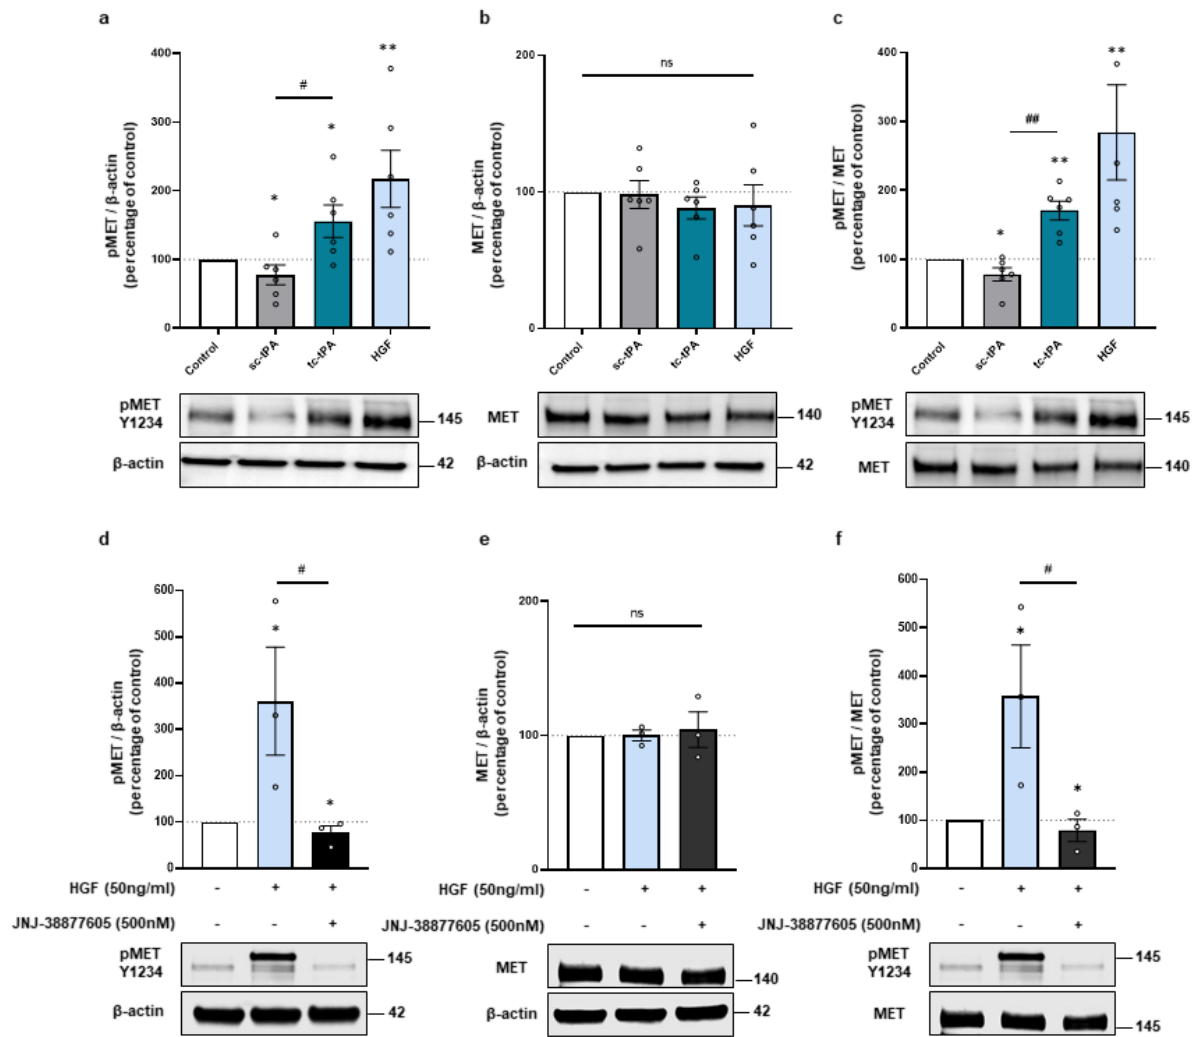 a
pMET / β-actin
(percentage of control)
400
300
200
100
0
#
*
*
**
Control
sc-tPA
tc-tPA
HGF
pMET
Y1234
145
β-actin
42
b
MET / β-actin
(percentage of control)
200
100
0
ns
Control
sc-tPA
tc-tPA
HGF
MET
140
β-actin
42
c
pMET / MET
(percentage of control)
400
300
200
100
0
##
*
**
**
Control
sc-tPA
tc-tPA
HGF
pMET
Y1234
145
MET
140
d
pMET / β-actin
(percentage of control)
600
500
400
300
200
100
0
#
*
*
HGF (50ng/ml) - + +
JNJ-38877605 (500nM) - - +
pMET
Y1234
145
β-actin
42
e
MET / β-actin
(percentage of control)
200
100
0
ns
HGF (50ng/ml) - + +
JNJ-38877605 (500nM) - - +
MET
140
β-actin
42
f
pMET / MET
(percentage of control)
600
500
400
300
200
100
0
#
*
*
HGF (50ng/ml) - + +
JNJ-38877605 (500nM) - - +
pMET
Y1234
145
MET
145